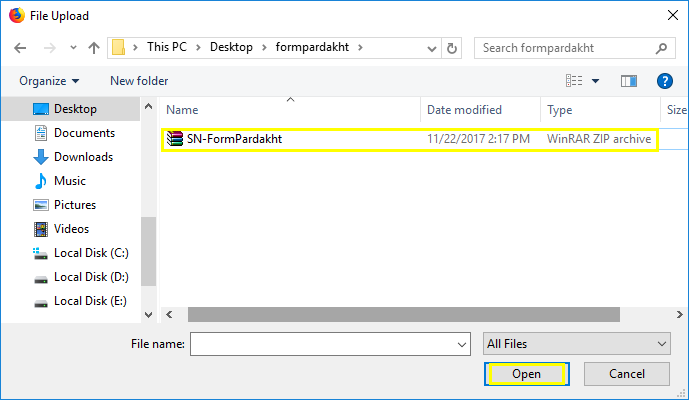 File Upload
This PC > Desktop > formpardakht >
Search formpardakht
Organize
New folder
?
Name
Date modified
Type
Size
Desktop
Documents
Downloads
Music
Pictures
Videos
Local Disk (C:)
Local Disk (D:)
Local Disk (E:)
SN-FormPardakht
11/22/2017 2:17 PM
WinRAR ZIP archive
File name:
All Files
Open
Cancel